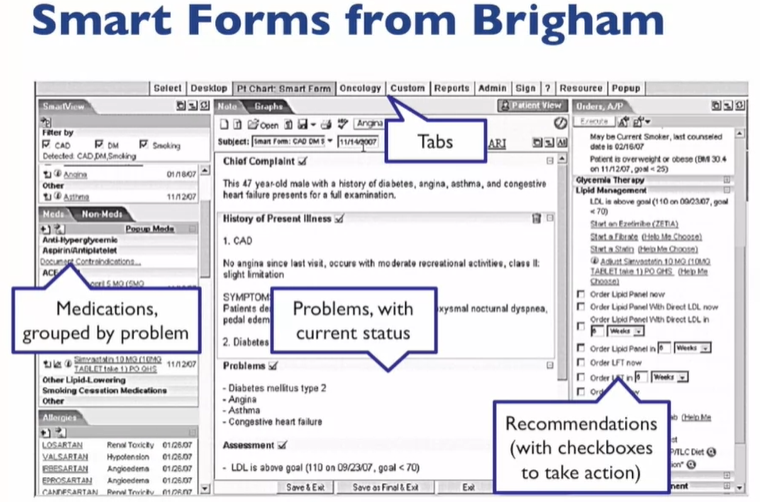 Smart Forms from Brigham
Select Desktop Pt Chart: Smart Form Oncology Custom Reports Admin Sign ? Resource Popup
SmartView
Filter by
CAD DM Smoking
Detected: CAD,DM,Smoking
Angina 01/18/07
Other
Asthma 11/12/07
Meds Non-Meds
Popup Meds
Anti-Hyperglycemic
Aspirin/Antiplatelet
Document Contraindications...
Medications,
grouped by problem
Simvastatin 10 MG (10MG
TABLET take 1) PO QHS 11/12/07
Other Lipid-Lowering
Smoking Cessation Medications
Other
Allergies
LOSARTAN Renal Toxicity 01/26/07
VALSARTAN Hypotension 01/26/07
IRBESARTAN Angioedema 01/26/07
EPROSARTAN Angioedema 01/26/07
CANDESARTAN Renal Toxicity 01/26/07
Note Graphs Patient View
Open Angina
Subject: Smart Form: CAD DM 11/14/2007
Tabs
Chief Complaint
This 47 year-old male with a history of diabetes, angina, asthma, and congestive
heart failure presents for a full examination.
History of Present Illness
1. CAD
No angina since last visit, occurs with moderate recreational activities, class II:
slight limitation
SYMPTOM
Patients de
oxysmal nocturnal dyspnea,
pedal edem
2. Diabetes
Problems, with
current status
Problems
- Diabetes mellitus type 2
- Angina
- Asthma
- Congestive heart failure
Assessment
- LDL is above goal (110 on 09/23/07, goal < 70)
Save & Exit Save as Final & Exit Exit
Orders, A/P
Execute
May be Current Smoker, last counseled
date is 02/16/07
Patient is overweight or obese (BMI 30.4
on 11/12/07, goal < 25)
Glycemia Therapy
Lipid Management
LDL is above goal (110 on 09/23/07, goal
< 70)
Start an Ezetimibe (ZETIA)
Start a Fibrate (Help Me Choose)
Start a Statin (Help Me Choose)
Adjust Simvastatin 10 MG (10MG
TABLET take 1) PO QHS (Help Me
Choose)
Order Lipid Panel now
Order Lipid Panel With Direct LDL now
Order Lipid Panel With Direct LDL in
6 Weeks
Order Lipid Panel in 6 Weeks
Order LFT now
Order LFT in 6 Weeks
Recommendations
(with checkboxes
to take action)